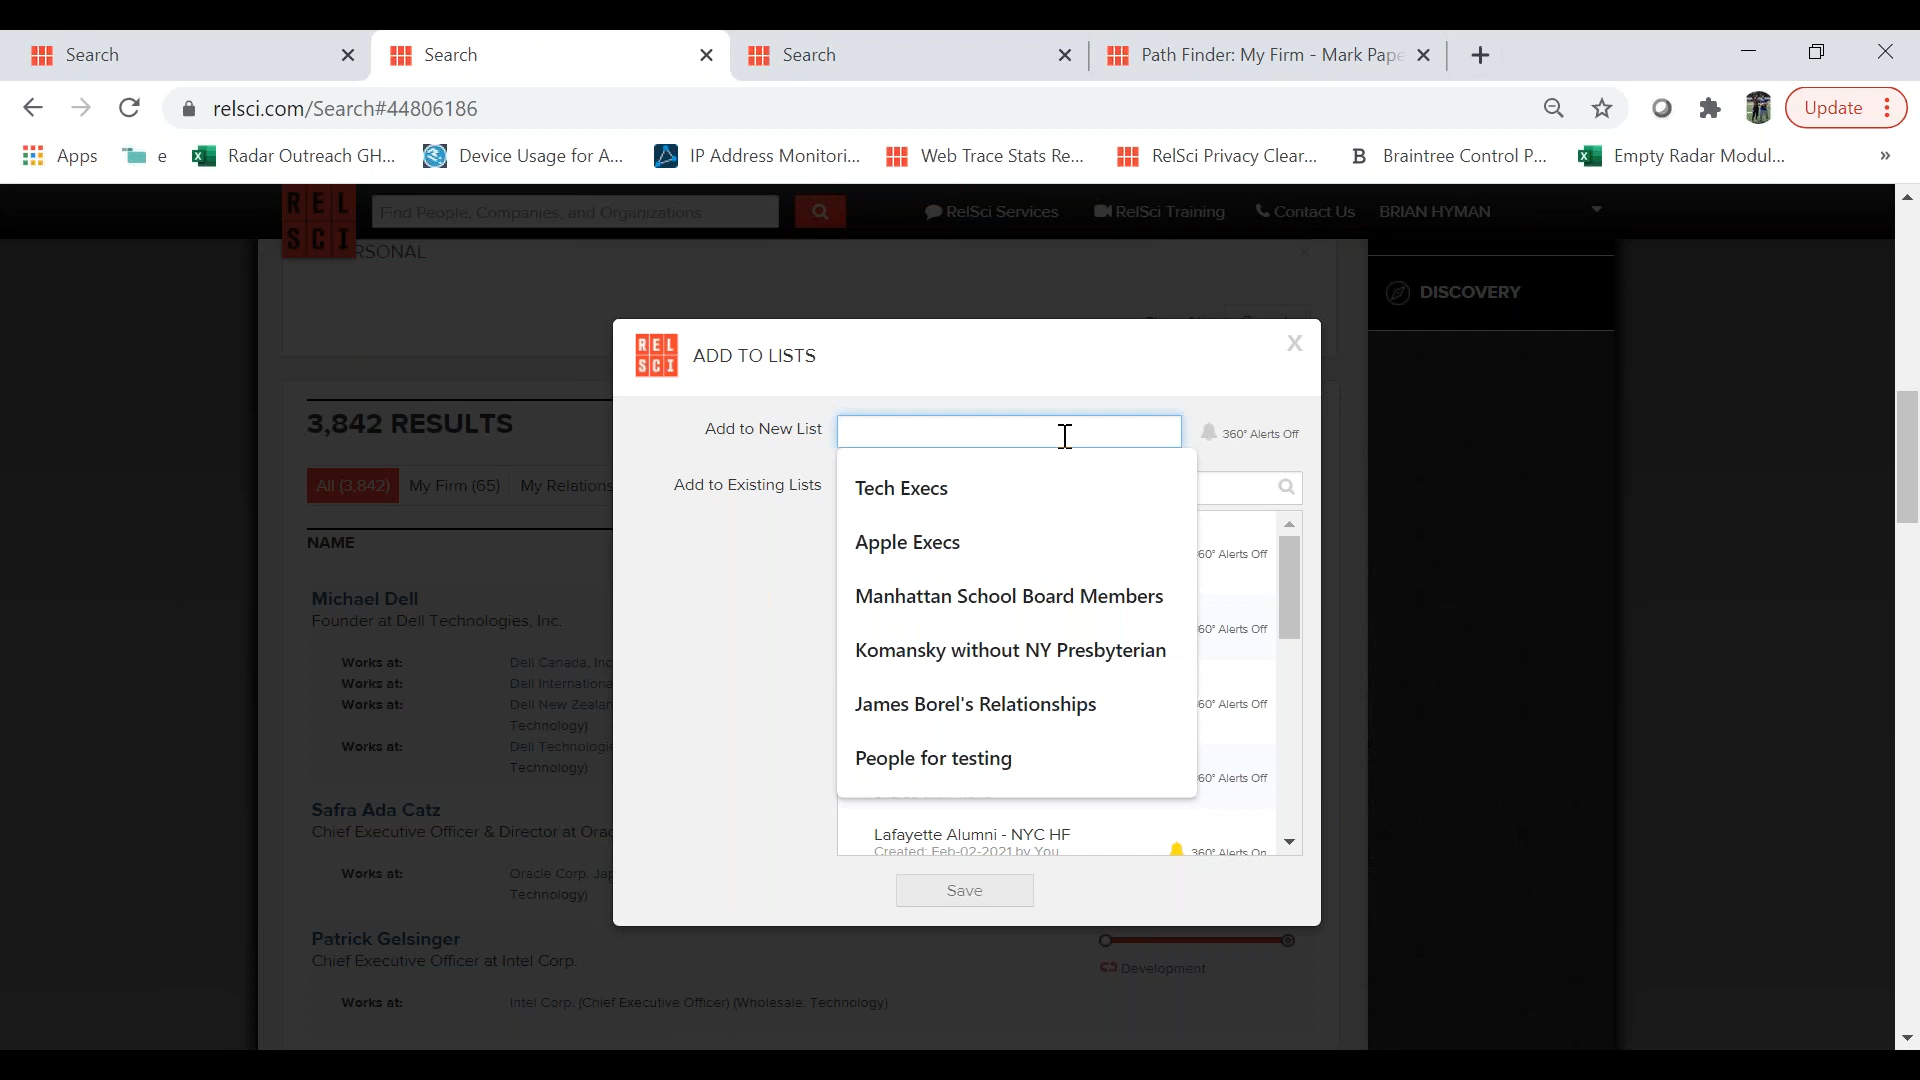 Search
Search
Search
Path Finder: My Firm - Mark Pape
relsci.com/Search#44806186
Update
Apps
e
Radar Outreach GH...
Device Usage for A...
IP Address Monitori...
Web Trace Stats Re...
RelSci Privacy Clear...
Braintree Control P...
Empty Radar Modul...
REL
SCI
Find People, Companies, and Organizations
RelSci Services
RelSci Training
Contact Us
BRIAN HYMAN
RSONAL
DISCOVERY
REL
SCI
ADD TO LISTS
X
3,842 RESULTS
Add to New List
360° Alerts Off
All (3,842)
My Firm (65)
My Relations
Add to Existing Lists
Tech Execs
Apple Execs
Manhattan School Board Members
Komansky without NY Presbyterian
James Borel's Relationships
People for testing
60° Alerts Off
60° Alerts Off
60° Alerts Off
60° Alerts Off
Lafayette Alumni - NYC HF
Created: Feb-02-2021 by You
360° Alerts On
Save
NAME
Michael Dell
Founder at Dell Technologies, Inc.
Works at: Dell Canada, Inc
Works at: Dell Internationa
Works at: Dell New Zealan
Technology)
Works at: Dell Technologie
Technology)
Safra Ada Catz
Chief Executive Officer & Director at Orac
Works at: Oracle Corp. Jap
Technology)
Patrick Gelsinger
Chief Executive Officer at Intel Corp.
Development
Works at: Intel Corp. (Chief Executive Officer) (Wholesale: Technology)